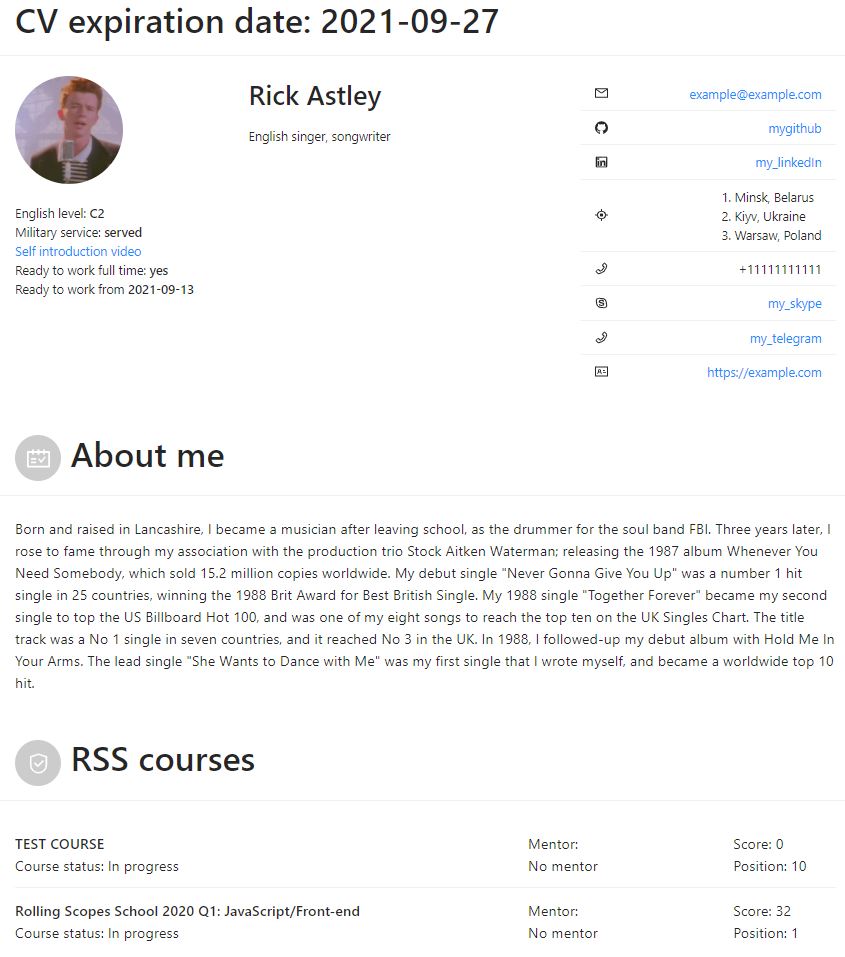 CV expiration date: 2021-09-27
Rick Astley
English singer, songwriter
English level: C2
Military service: served
Self introduction video
Ready to work full time: yes
Ready to work from 2021-09-13
example@example.com
mygithub
my_linkedIn
1. Minsk, Belarus
2. Kiyv, Ukraine
3. Warsaw, Poland
+11111111111
my_skype
my_telegram
https://example.com
About me
Born and raised in Lancashire, I became a musician after leaving school, as the drummer for the soul band FBI. Three years later, I
rose to fame through my association with the production trio Stock Aitken Waterman; releasing the 1987 album Whenever You
Need Somebody, which sold 15.2 million copies worldwide. My debut single "Never Gonna Give You Up" was a number 1 hit
single in 25 countries, winning the 1988 Brit Award for Best British Single. My 1988 single "Together Forever" became my second
single to top the US Billboard Hot 100, and was one of my eight songs to reach the top ten on the UK Singles Chart. The title
track was a No 1 single in seven countries, and it reached No 3 in the UK. In 1988, I followed-up my debut album with Hold Me In
Your Arms. The lead single "She Wants to Dance with Me" was my first single that I wrote myself, and became a worldwide top 10
hit.
RSS courses
TEST COURSE
Course status: In progress
Mentor:
No mentor
Score: 0
Position: 10
Rolling Scopes School 2020 Q1: JavaScript/Front-end
Course status: In progress
Mentor:
No mentor
Score: 32
Position: 1